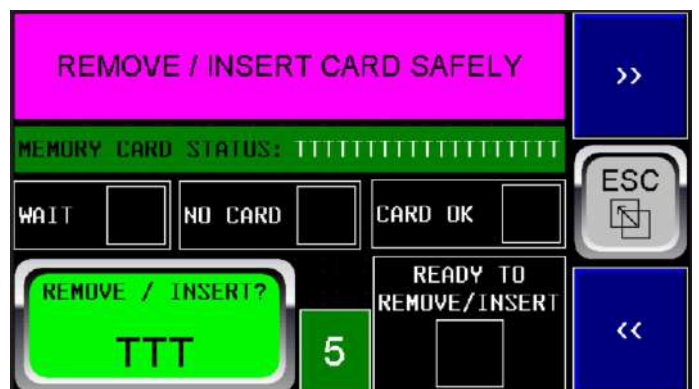 REMOVE / INSERT CARD SAFELY
>>
MEMORY CARD STATUS: TTTTTTTTTTTTTTTTTTTT
ESC
WAIT
NO CARD
CARD OK
REMOVE / INSERT?
TTT
5
READY TO
REMOVE/INSERT
<<